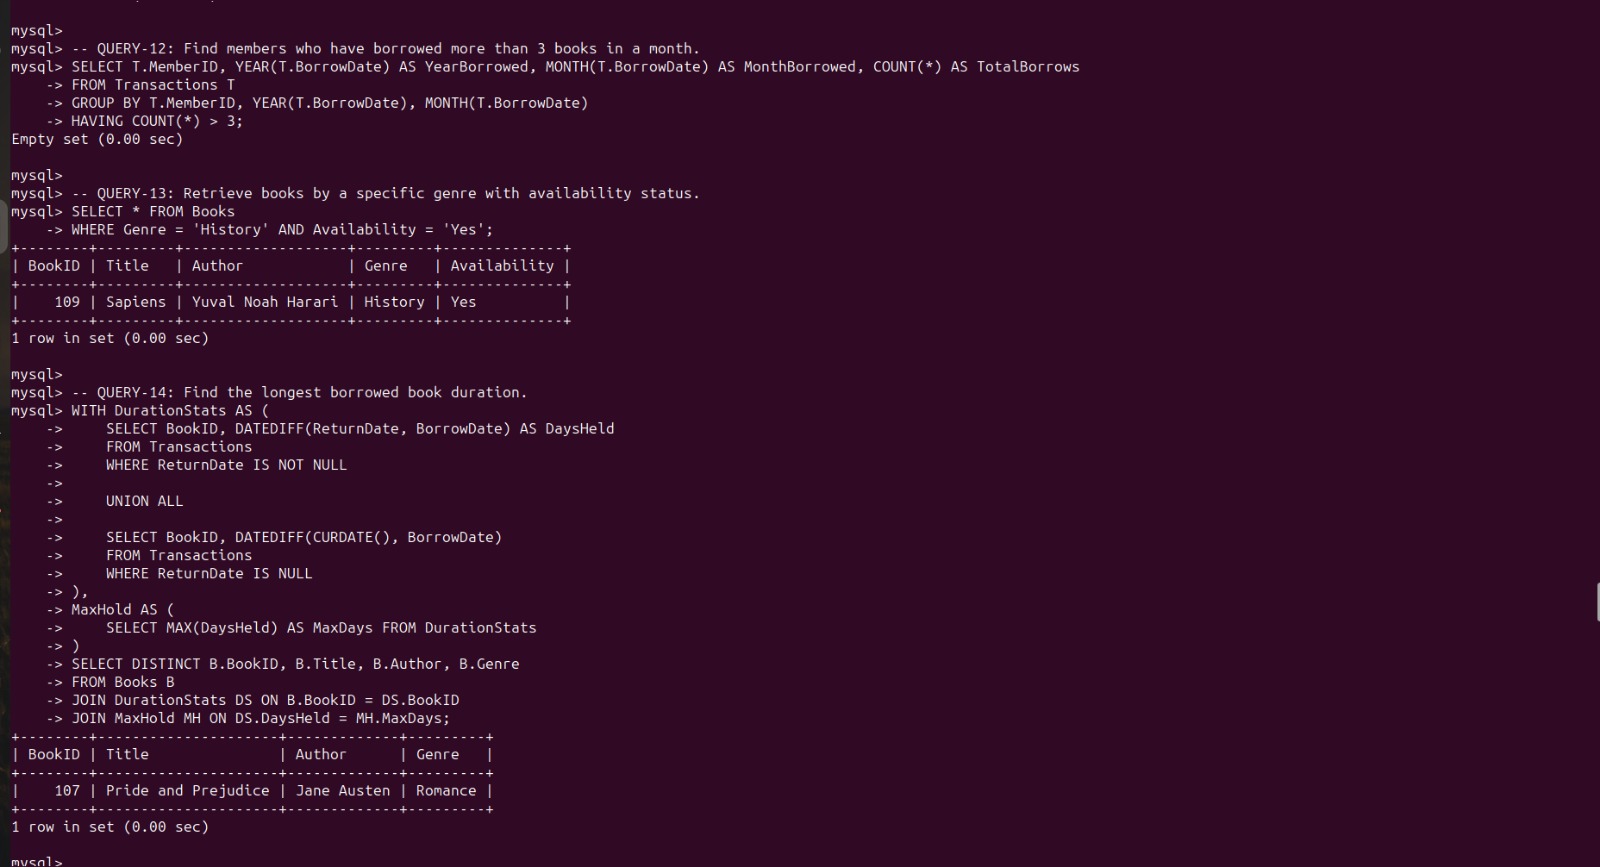 mysql>
mysql> -- QUERY-12: Find members who have borrowed more than 3 books in a month.
mysql> SELECT T.MemberID, YEAR(T.BorrowDate) AS YearBorrowed, MONTH(T.BorrowDate) AS MonthBorrowed, COUNT(*) AS TotalBorrows
    -> FROM Transactions T
    -> GROUP BY T.MemberID, YEAR(T.BorrowDate), MONTH(T.BorrowDate)
    -> HAVING COUNT(*) > 3;
Empty set (0.00 sec)
mysql>
mysql> -- QUERY-13: Retrieve books by a specific genre with availability status.
mysql> SELECT * FROM Books
    -> WHERE Genre = 'History' AND Availability = 'Yes';
+--------+---------+-------------------+---------+--------------+
| BookID | Title   | Author            | Genre   | Availability |
+--------+---------+-------------------+---------+--------------+
|    109 | Sapiens | Yuval Noah Harari | History | Yes          |
+--------+---------+-------------------+---------+--------------+
1 row in set (0.00 sec)
mysql>
mysql> -- QUERY-14: Find the longest borrowed book duration.
mysql> WITH DurationStats AS (
    ->     SELECT BookID, DATEDIFF(ReturnDate, BorrowDate) AS DaysHeld
    ->     FROM Transactions
    ->     WHERE ReturnDate IS NOT NULL
    ->
    ->     UNION ALL
    ->
    ->     SELECT BookID, DATEDIFF(CURDATE(), BorrowDate)
    ->     FROM Transactions
    ->     WHERE ReturnDate IS NULL
    -> ),
    -> MaxHold AS (
    ->     SELECT MAX(DaysHeld) AS MaxDays FROM DurationStats
    -> )
    -> SELECT DISTINCT B.BookID, B.Title, B.Author, B.Genre
    -> FROM Books B
    -> JOIN DurationStats DS ON B.BookID = DS.BookID
    -> JOIN MaxHold MH ON DS.DaysHeld = MH.MaxDays;
+--------+---------------------+-------------+---------+
| BookID | Title               | Author      | Genre   |
+--------+---------------------+-------------+---------+
|    107 | Pride and Prejudice | Jane Austen | Romance |
+--------+---------------------+-------------+---------+
1 row in set (0.00 sec)
mysql>